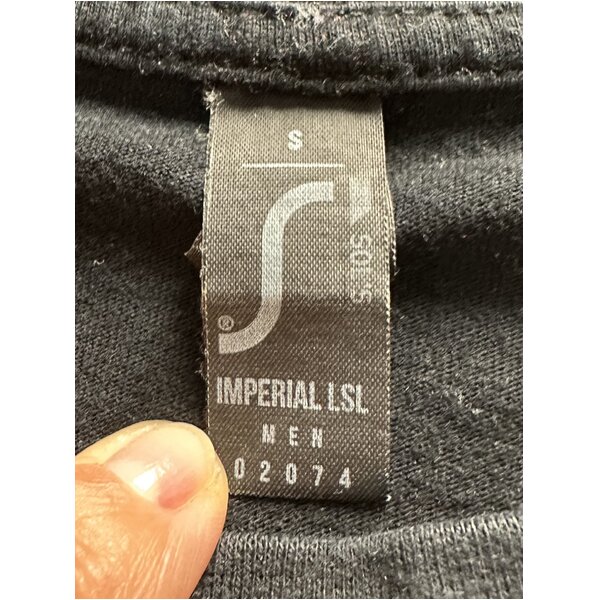 S
SOL'S
®
IMPERIAL LSL
MEN
02074